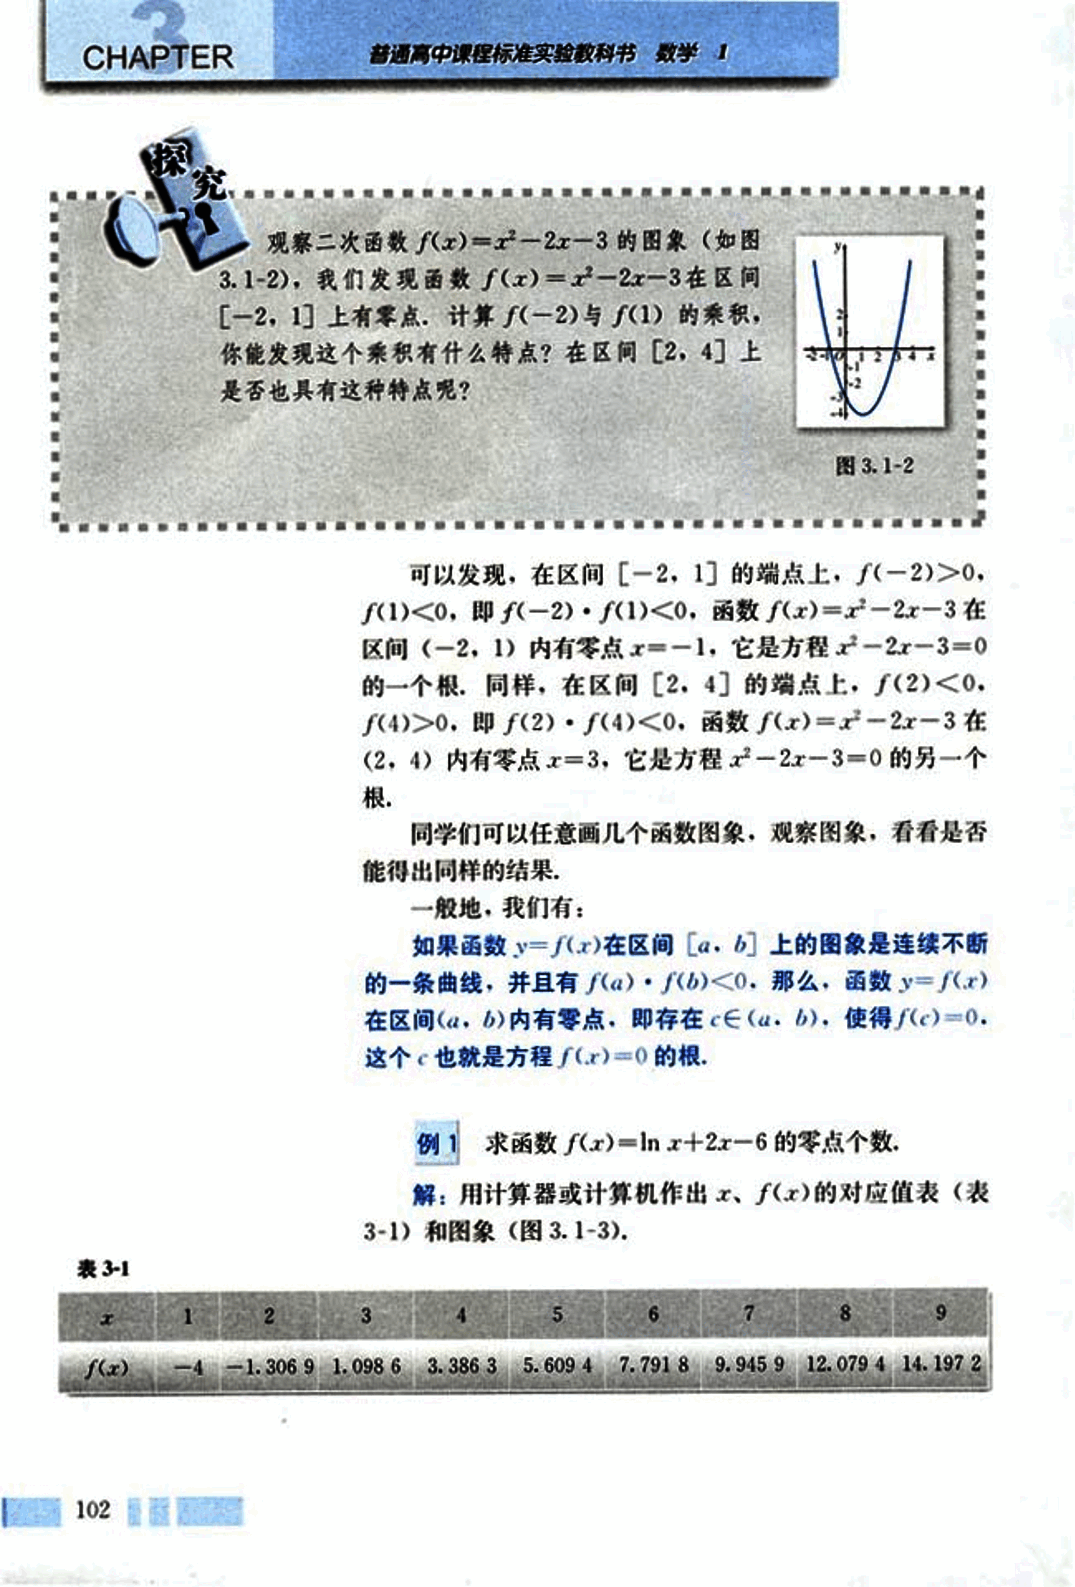 3
CHAPTER
普通高中课程标准实验教科书 数学 1
探究
观察二次函数 f(x)=x²-2x-3 的图象（如图
3.1-2），我们发现函数 f(x)=x²-2x-3在区间
[-2，1] 上有零点．计算 f(-2)与 f(1) 的乘积，
你能发现这个乘积有什么特点？在区间 [2，4] 上
是否也具有这种特点呢？
y
2
1
-2 -1 O 1 2 3 4 x
-1
-2
-3
-4
图 3.1-2
可以发现，在区间 [-2，1] 的端点上，f(-2)>0，
f(1)<0，即 f(-2)·f(1)<0，函数 f(x)=x²-2x-3 在
区间（-2，1）内有零点 x=-1，它是方程 x²-2x-3=0
的一个根．同样，在区间 [2，4] 的端点上，f(2)<0，
f(4)>0，即 f(2)·f(4)<0，函数 f(x)=x²-2x-3 在
(2，4) 内有零点 x=3，它是方程 x²-2x-3=0 的另一个
根．
同学们可以任意画几个函数图象，观察图象，看看是否
能得出同样的结果．
一般地，我们有：
如果函数 y=f(x)在区间 [a，b] 上的图象是连续不断
的一条曲线，并且有 f(a)·f(b)<0，那么，函数 y=f(x)
在区间(a，b)内有零点，即存在 c∈(a，b)，使得f(c)=0，
这个 c 也就是方程 f(x)=0 的根．
例 1 求函数 f(x)=ln x+2x-6 的零点个数．
解：用计算器或计算机作出 x、f(x)的对应值表（表
3-1）和图象（图 3.1-3)．
表 3-1
x 1 2 3 4 5 6 7 8 9
f(x) -4 -1.306 9 1.098 6 3.386 3 5.609 4 7.791 8 9.945 9 12.079 4 14.197 2
102